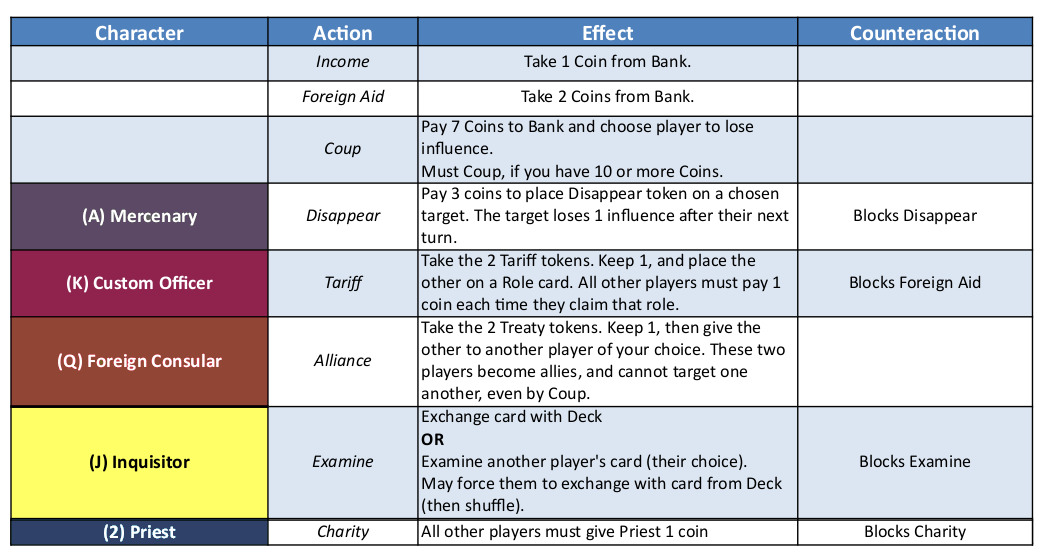 Character Action Effect Counteraction
Income Take 1 Coin from Bank.
Foreign Aid Take 2 Coins from Bank.
Coup
Pay 7 Coins to Bank and choose player to lose
influence.
Must Coup, if you have 10 or more Coins.
(A) Mercenary
Disappear
Pay 3 coins to place Disappear token on a chosen
target. The target loses 1 influence after their next
turn.
Blocks Disappear
(K) Custom Officer
Tariff
Take the 2 Tariff tokens. Keep 1, and place the
other on a Role card. All other players must pay 1
coin each time they claim that role.
Blocks Foreign Aid
(Q) Foreign Consular
Alliance
Take the 2 Treaty tokens. Keep 1, then give the
other to another player of your choice. These two
players become allies, and cannot target one
another, even by Coup.
(J) Inquisitor
Examine
Exchange card with Deck
OR
Examine another player's card (their choice).
May force them to exchange with card from Deck
(then shuffle).
Blocks Examine
(2) Priest Charity All other players must give Priest 1 coin Blocks Charity